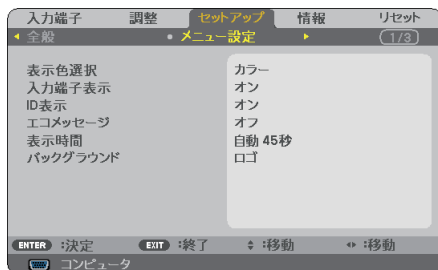 入力端子 調整 セットアップ 情報 リセット
全般 メニュー設定 1/3
表示色選択 カラー
入力端子表示 オン
ID表示 オン
エコメッセージ オフ
表示時間 自動 45秒
バックグラウンド ロゴ
ENTER :決定 EXIT :終了 :移動 :移動
コンピュータ